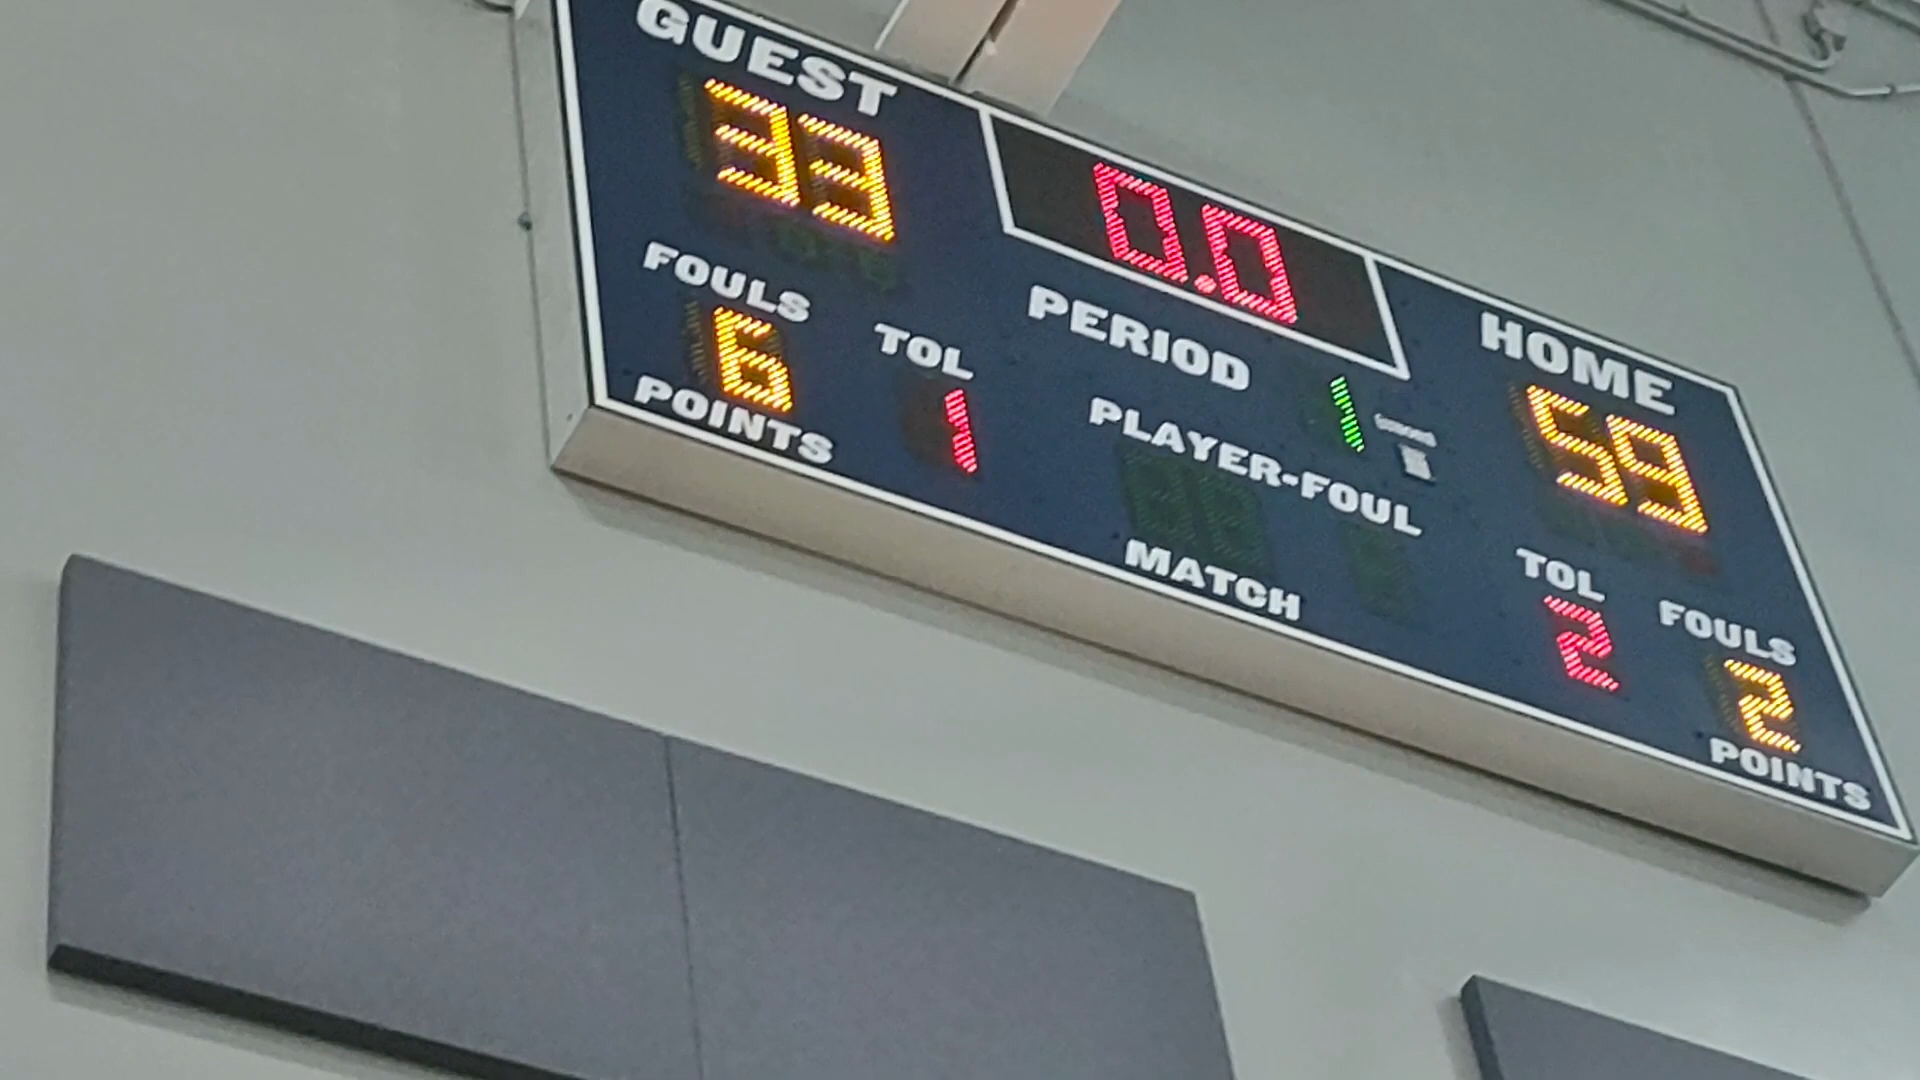 GUEST
33
0.0
HOME
59
FOULS
6
TOL
1
PERIOD
1
PLAYER-FOUL
TOL
2
FOULS
2
POINTS
MATCH
POINTS